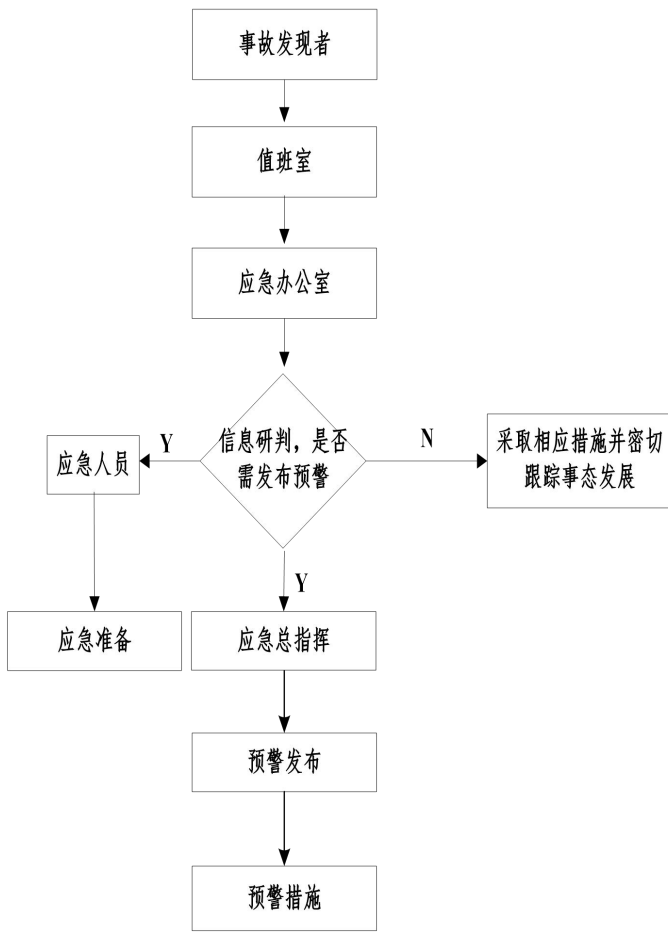 事故发现者
值班室
应急办公室
信息研判，是否
需发布预警
Y
N
应急人员
采取相应措施并密切
跟踪事态发展
Y
应急准备
应急总指挥
预警发布
预警措施